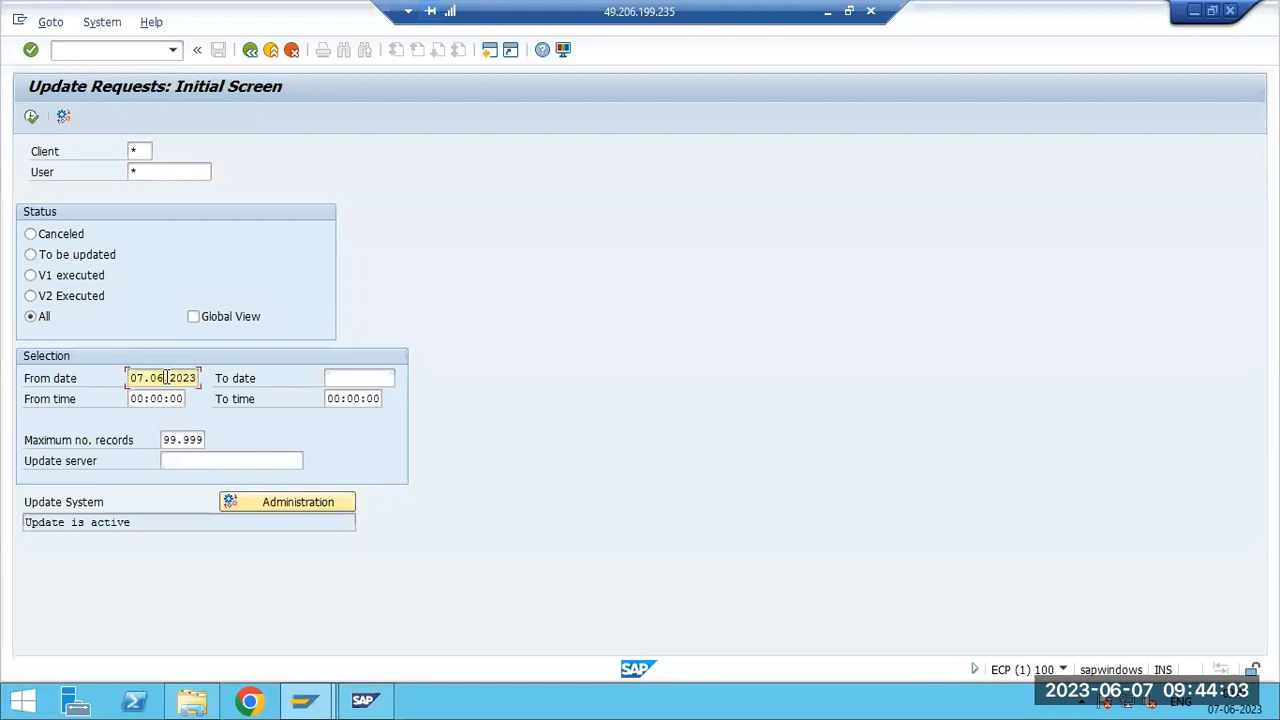 49.206.199.235
Goto System Help
Update Requests: Initial Screen
Client *
User *
Status
Canceled
To be updated
V1 executed
V2 Executed
All Global View
Selection
From date 07.06.2023 To date
From time 00:00:00 To time 00:00:00
Maximum no. records 99.999
Update server
Update System Administration
Update is active
SAP ECP (1) 100 sapwindows INS
SAP 2023-06-07 09:44:03
ENG
07-06-2023